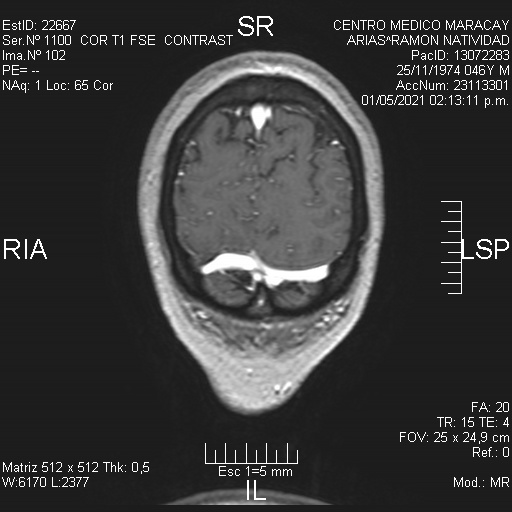 EstID: 22667
Ser.Nº 1100 COR T1 FSE CONTRAST
Ima.Nº 102
PE= --
NAq: 1 Loc: 65 Cor
SR
CENTRO MEDICO MARACAY
ARIAS^RAMON NATIVIDAD
PacID: 13072283
25/11/1974 046Y M
AccNum: 23113301
01/05/2021 02:13:11 p.m.
RIA
LSP
Matriz 512 x 512 Thk: 0,5
W:6170 L:2377
Esc 1=5 mm
IL
FA: 20
TR: 15 TE: 4
FOV: 25 x 24,9 cm
Ref.: 0
Mod.: MR